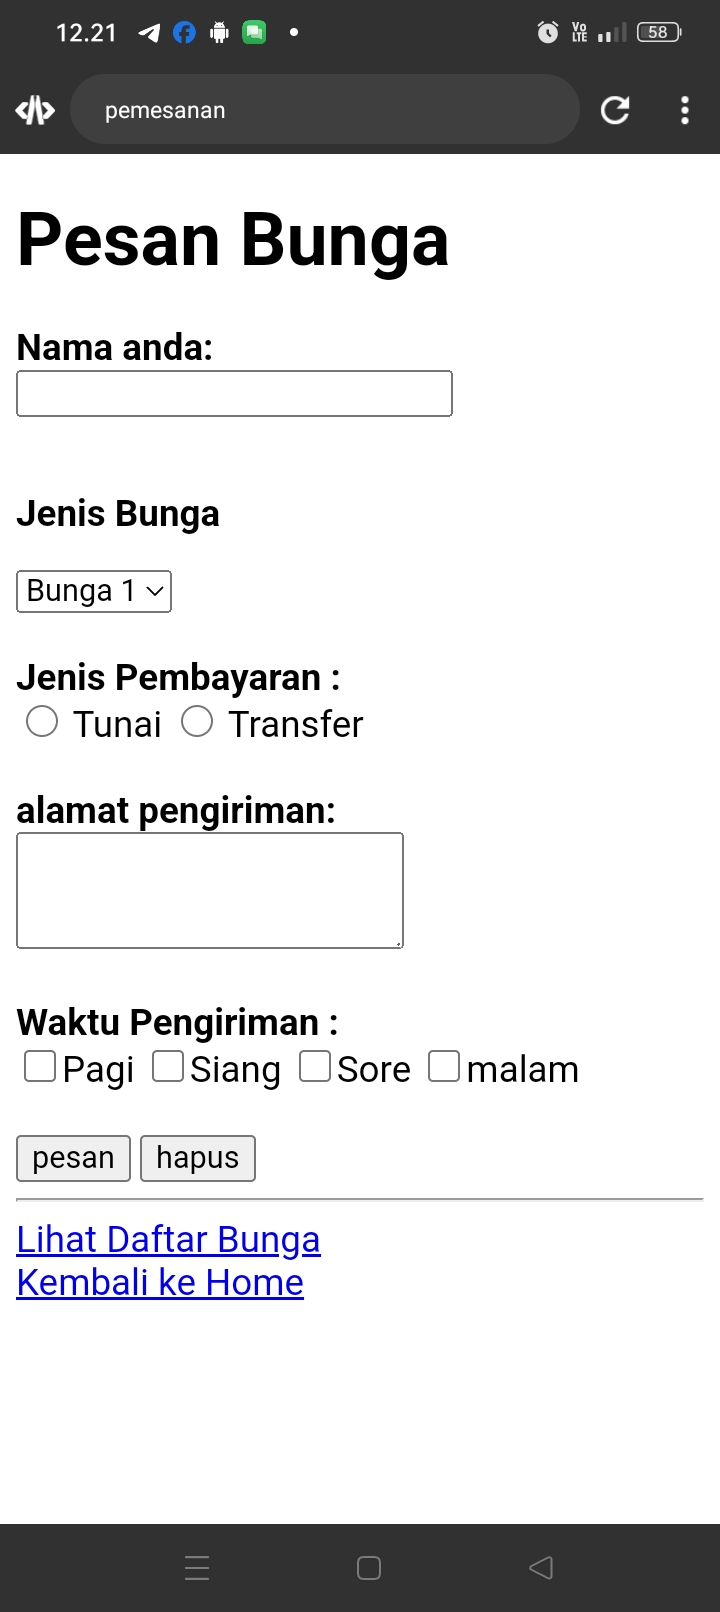 12.21
Vo LTE
58
pemesanan
Pesan Bunga
Nama anda:
Jenis Bunga
Bunga 1
Jenis Pembayaran :
Tunai Transfer
alamat pengiriman:
Waktu Pengiriman :
Pagi Siang Sore malam
pesan hapus
Lihat Daftar Bunga
Kembali ke Home